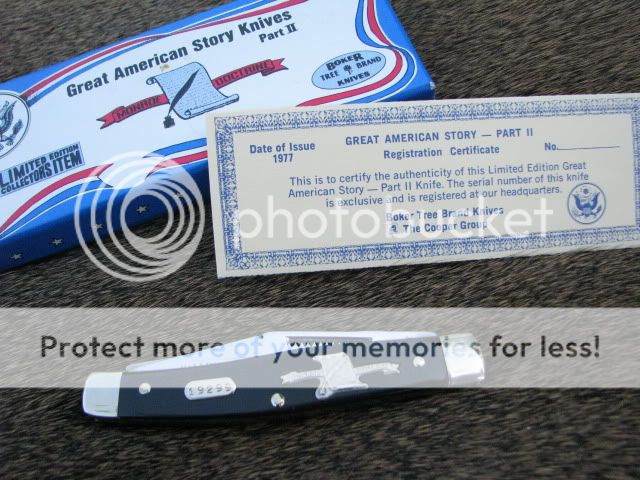 Great American Story Knives
Part II
MONROE DOCTRINE
BOKER
TREE BRAND
KNIVES
LIMITED EDITION
COLLECTORS ITEM
GREAT AMERICAN STORY — PART II
Date of Issue
1977
Registration Certificate
No.
This is to certify the authenticity of this Limited Edition Great
American Story — Part II Knife. The serial number of this knife
is exclusive and is registered at our headquarters.
Boker Tree Brand Knives
& The Cooper Group
photobucket
Protect more of your memories for less!